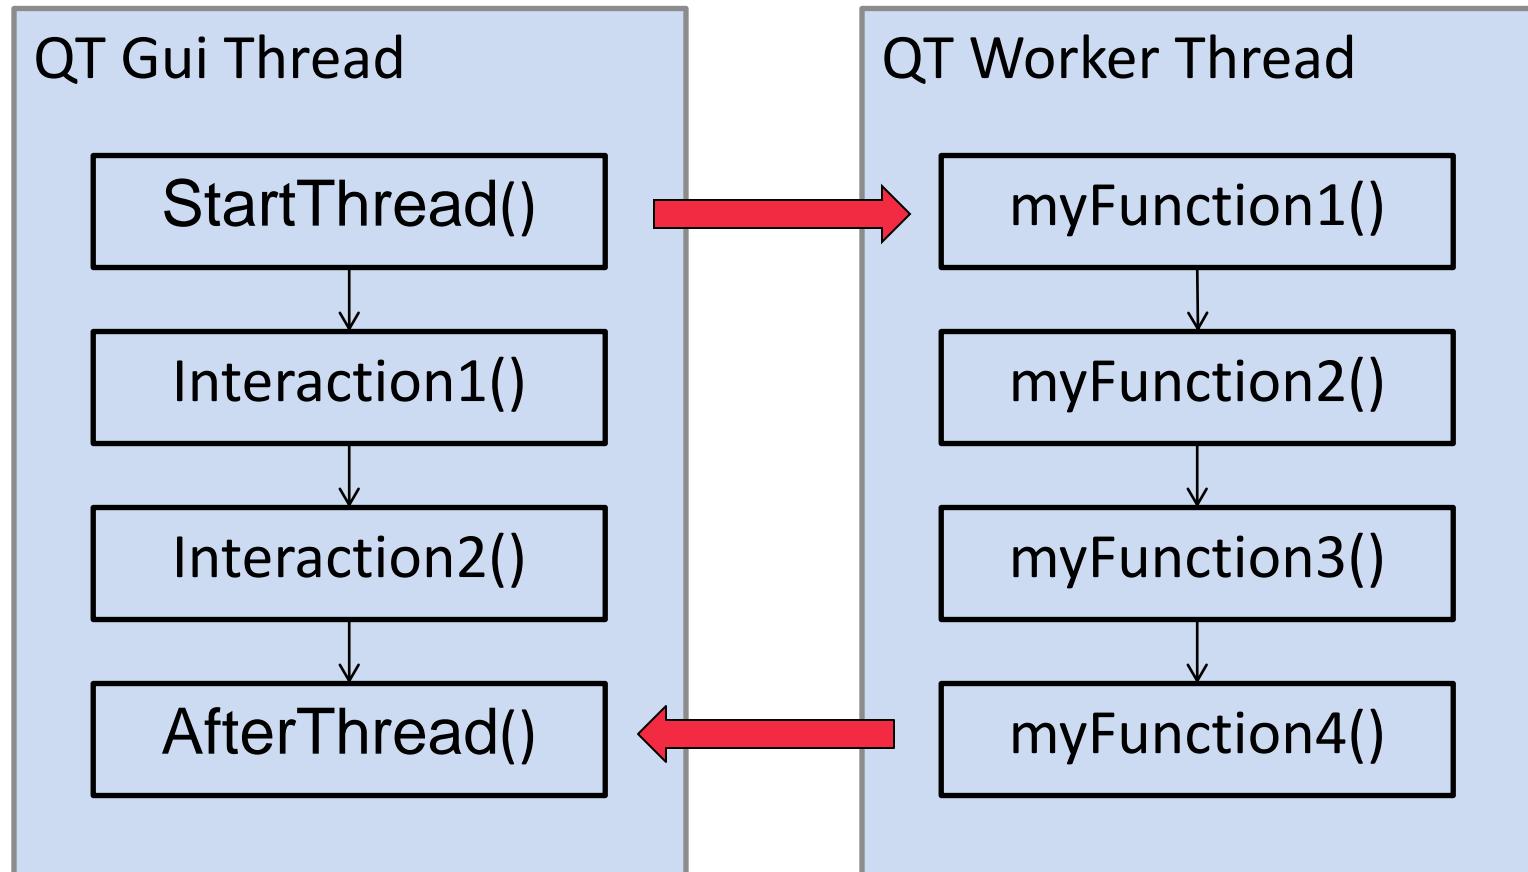 QT Gui Thread
StartThread()
Interaction1()
Interaction2()
AfterThread()
QT Worker Thread
myFunction1()
myFunction2()
myFunction3()
myFunction4()